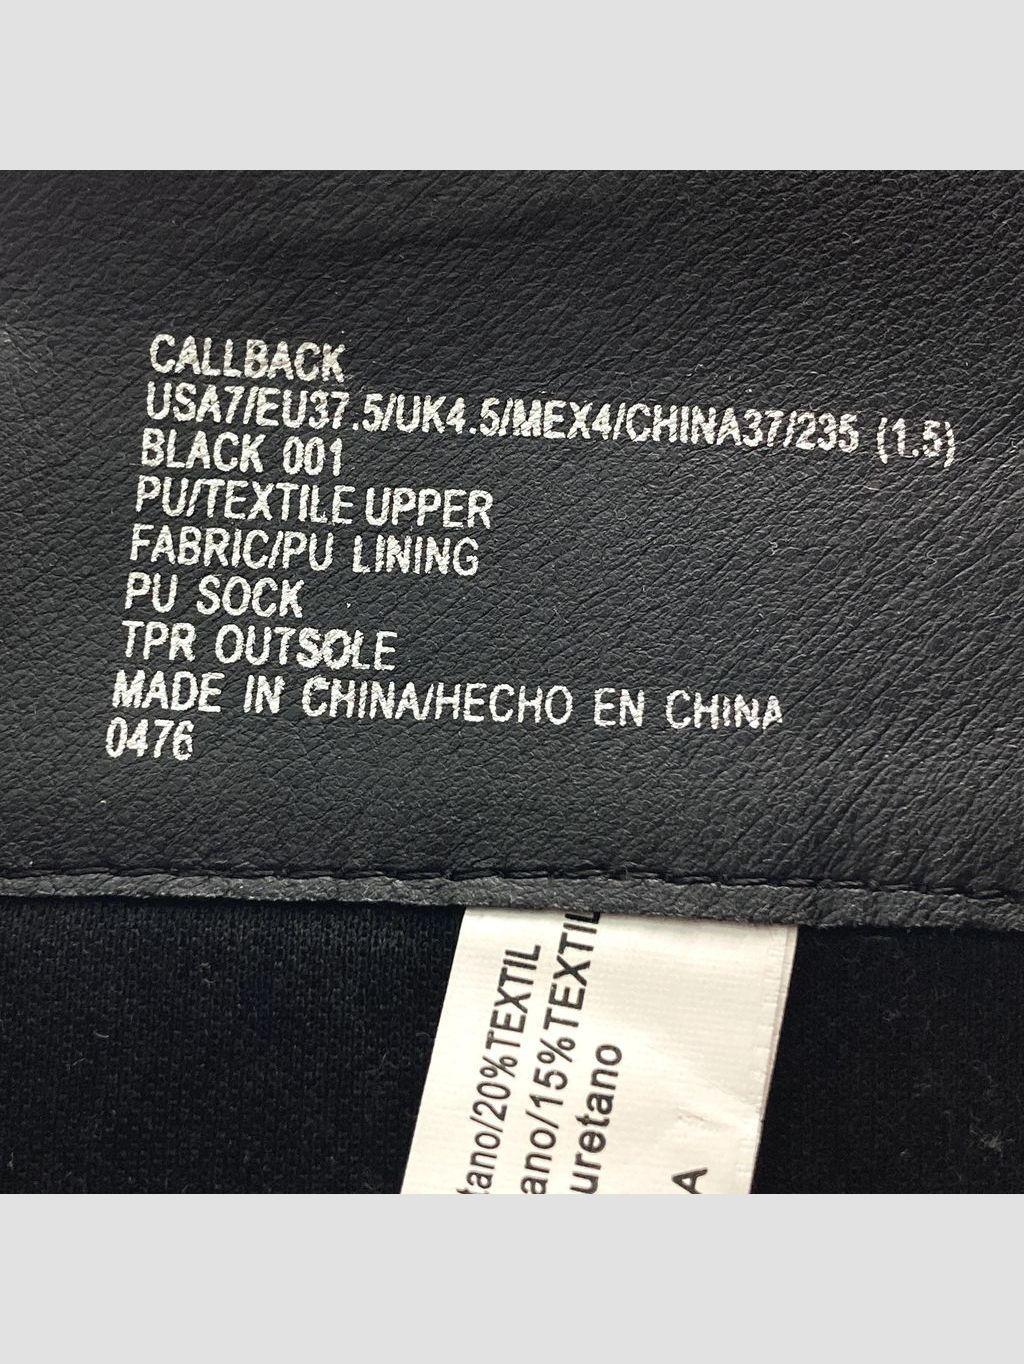 CALLBACK
USA7/EU37.5/UK4.5/MEX4/CHINA37/235 (1.5)
BLACK 001
PU/TEXTILE UPPER
FABRIC/PU LINING
PU SOCK
TPR OUTSOLE
MADE IN CHINA/HECHO EN CHINA
0476
tano/20%TEXTIL
ano/15%TEXTIL
uretano
A